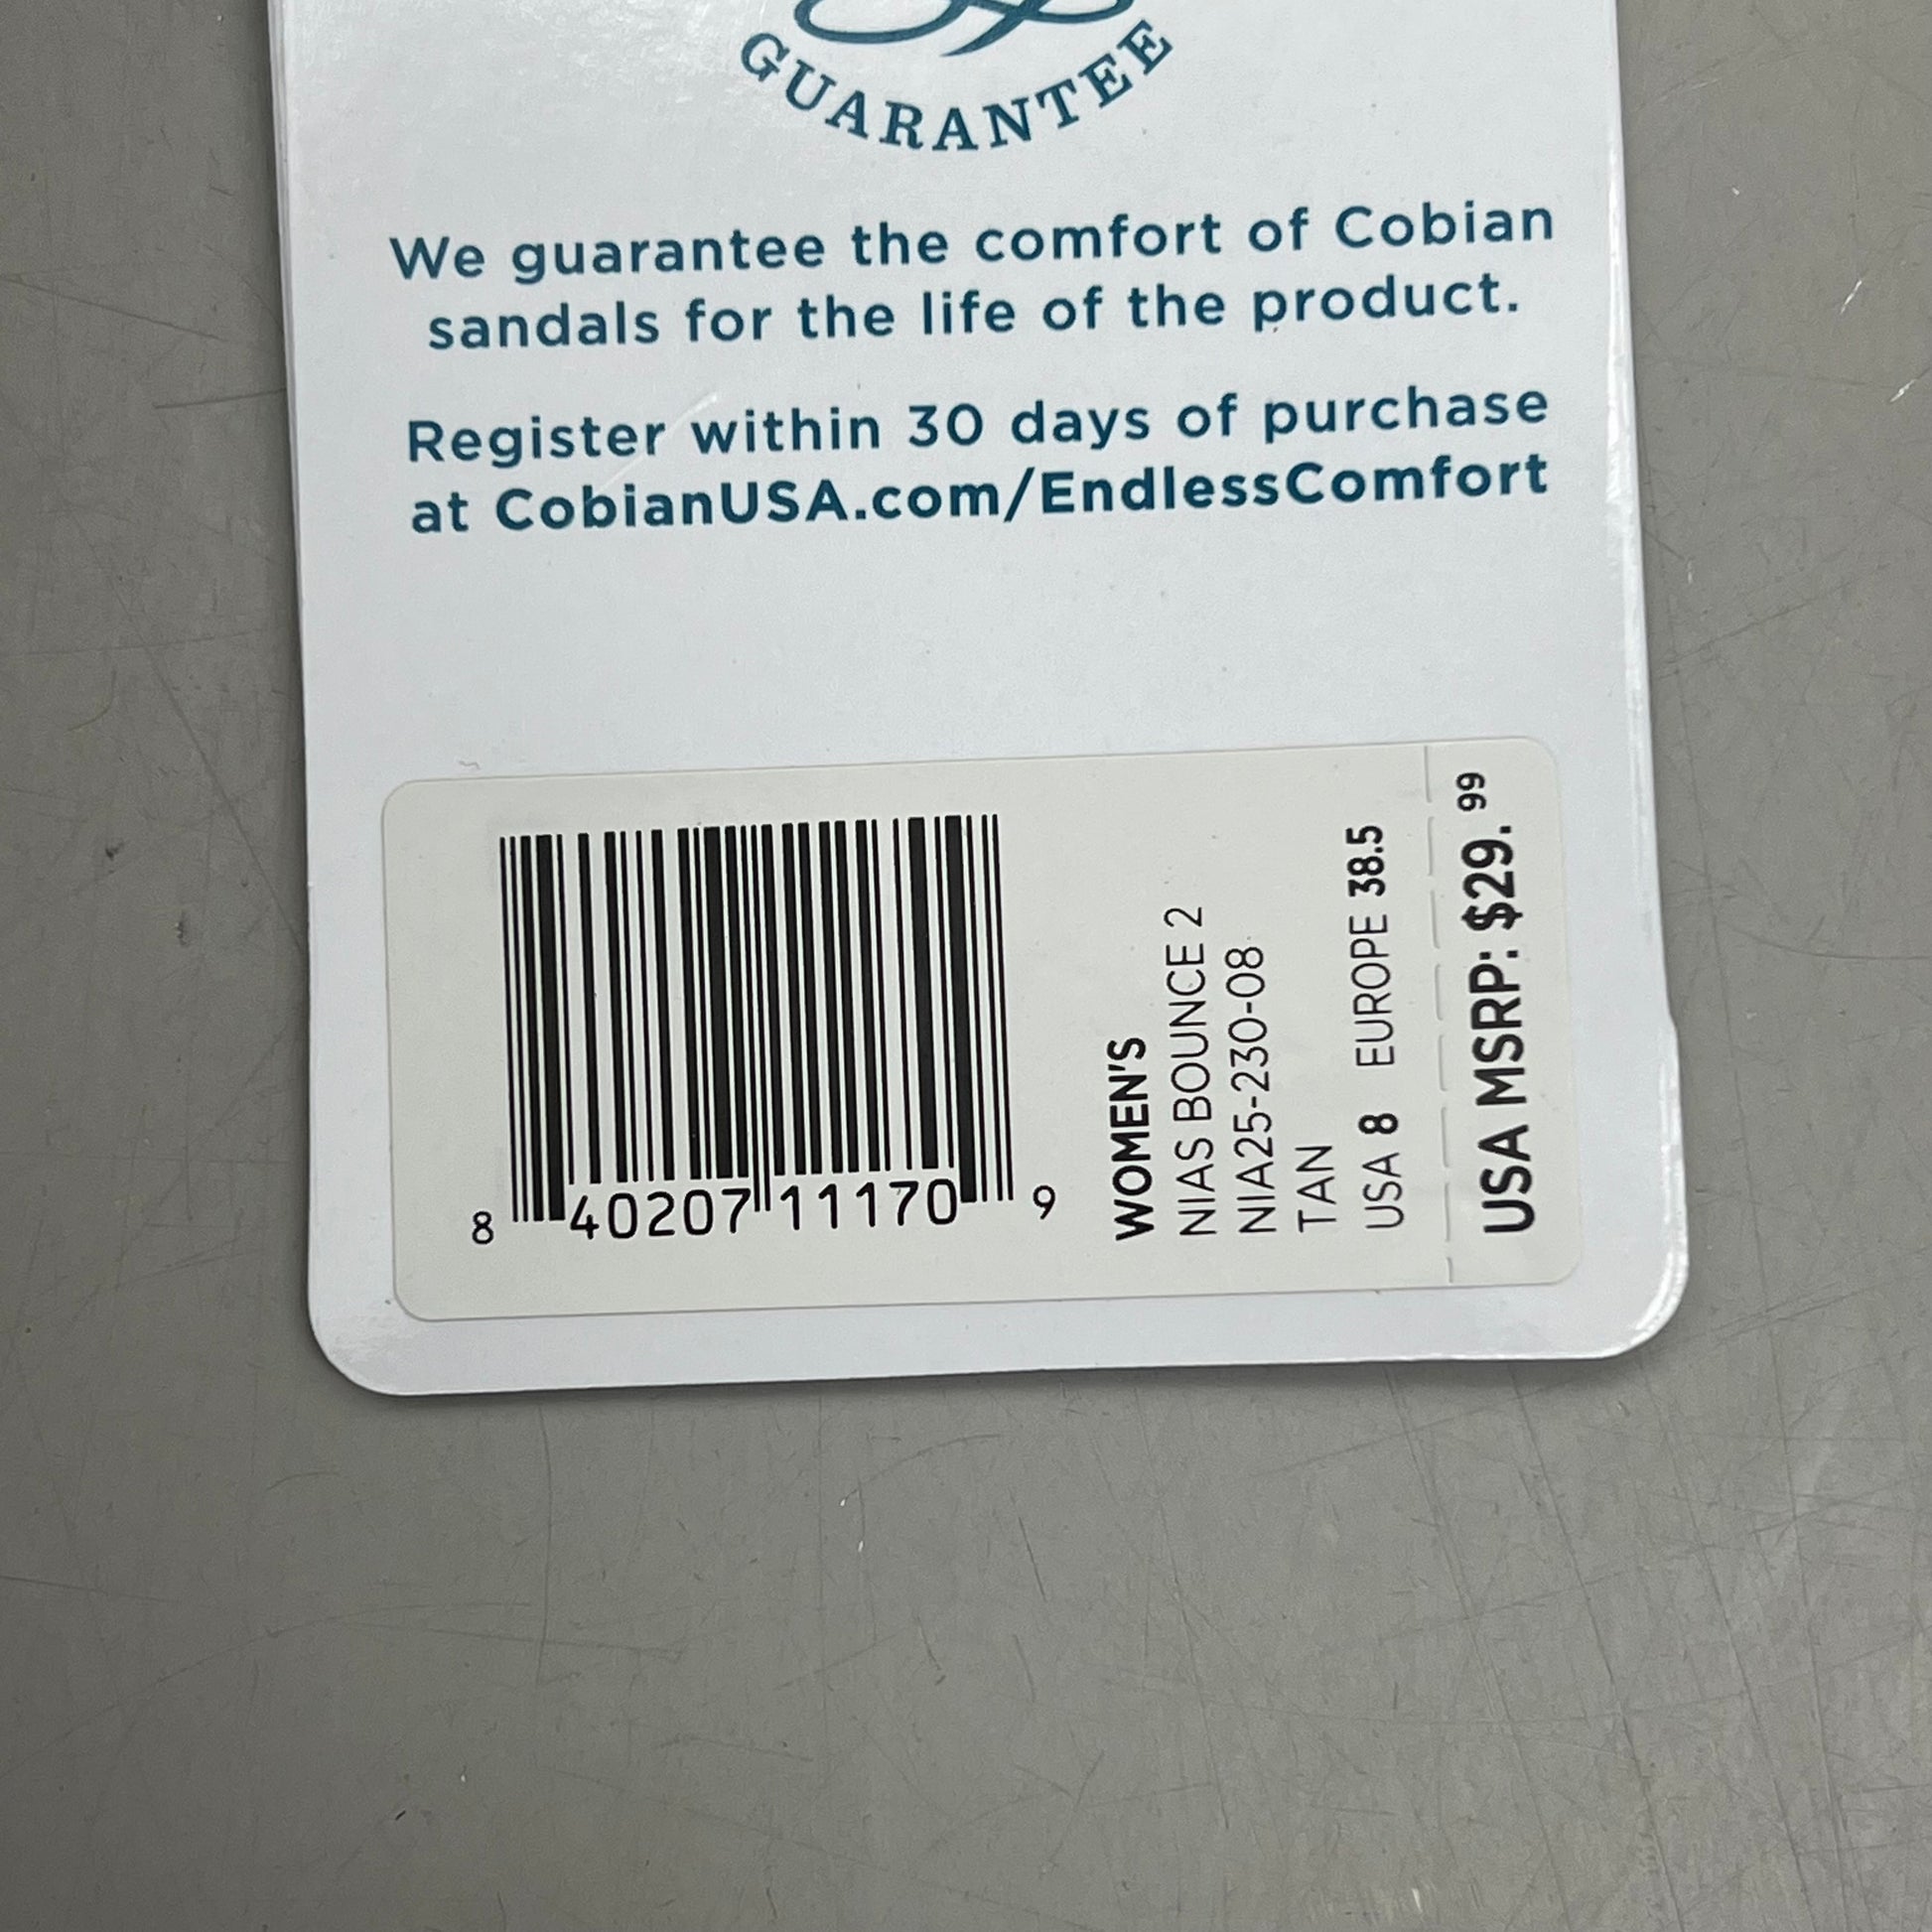 GUARANTEE
We guarantee the comfort of Cobian
sandals for the life of the product.
Register within 30 days of purchase
at CobianUSA.com/EndlessComfort
8 40207 11170 9
WOMEN'S
NIAS BOUNCE 2
NIA25-230-08
TAN
USA 8 EUROPE 38.5
USA MSRP: $29.99